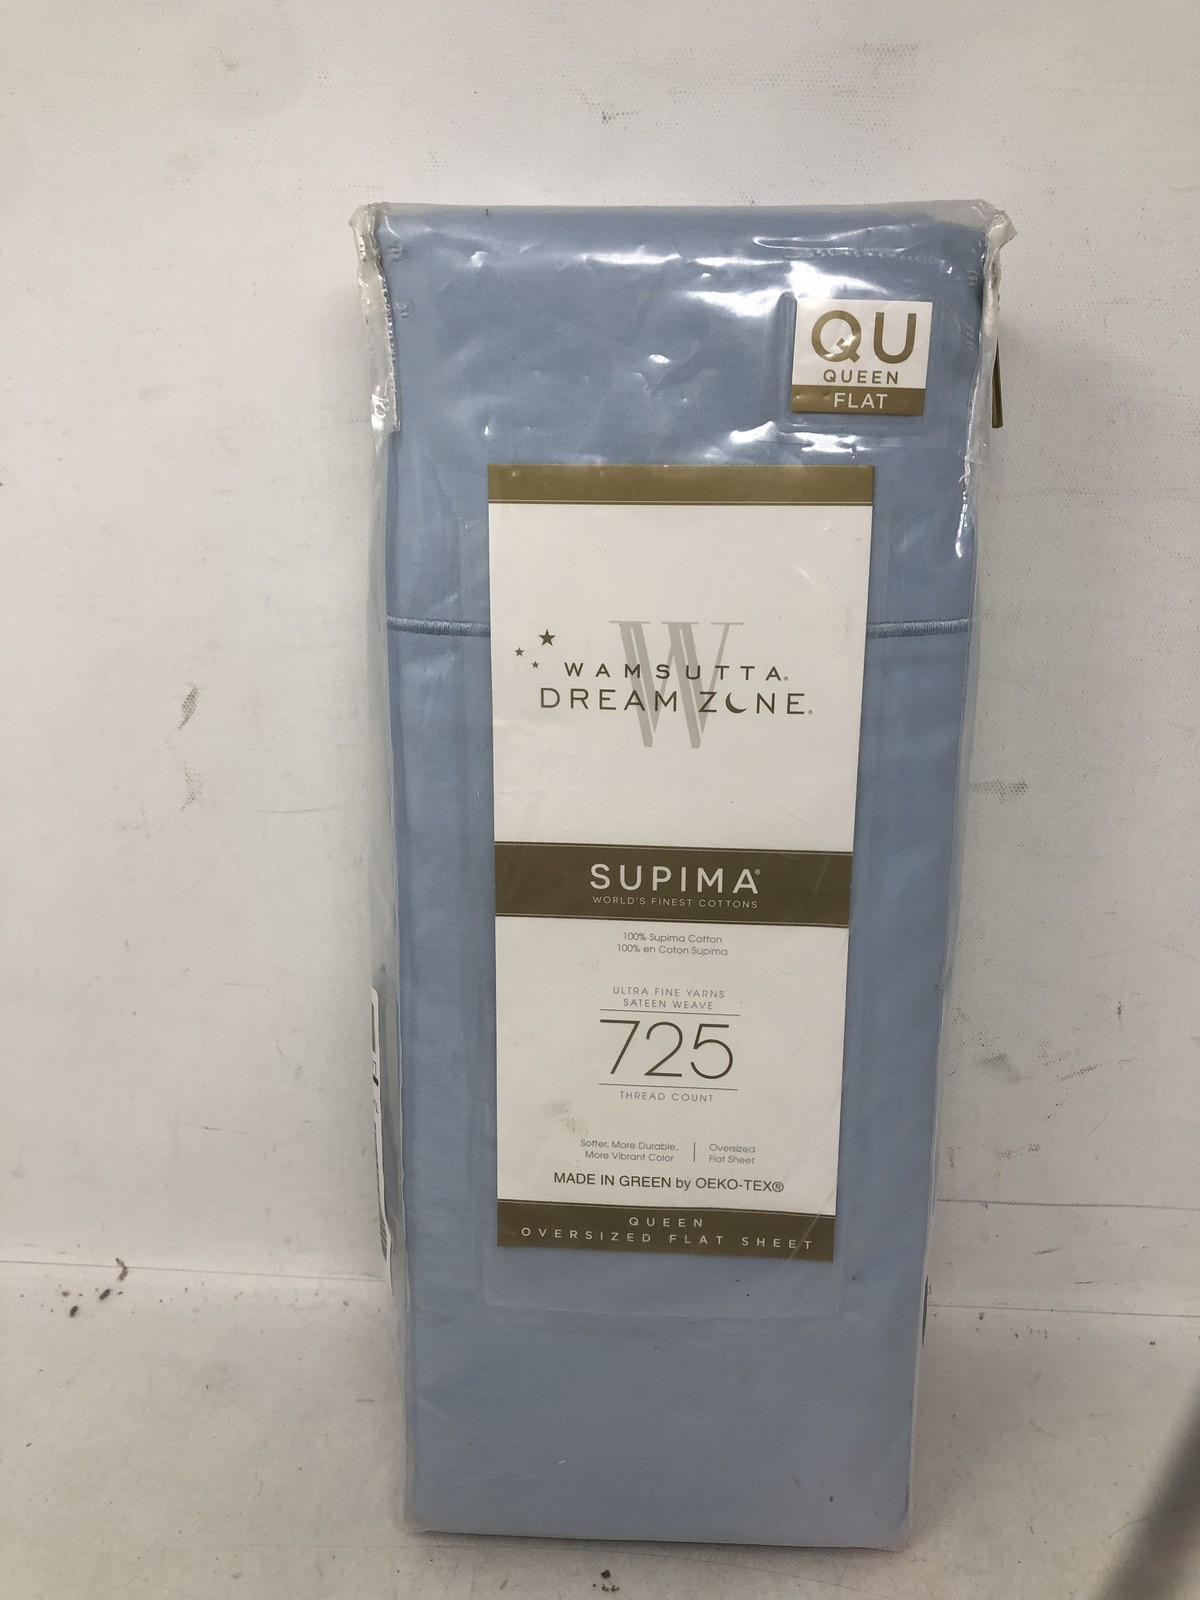 QU
QUEEN
FLAT
W
WAMSUTTA®
DREAM ZONE®
SUPIMA®
WORLD'S FINEST COTTONS
100% Supima Cotton
100% en Coton Supima
ULTRA FINE YARNS
SATEEN WEAVE
725
THREAD COUNT
Softer, More Durable,
More Vibrant Color
Oversized
Flat Sheet
MADE IN GREEN by OEKO-TEX®
QUEEN
OVERSIZED FLAT SHEET